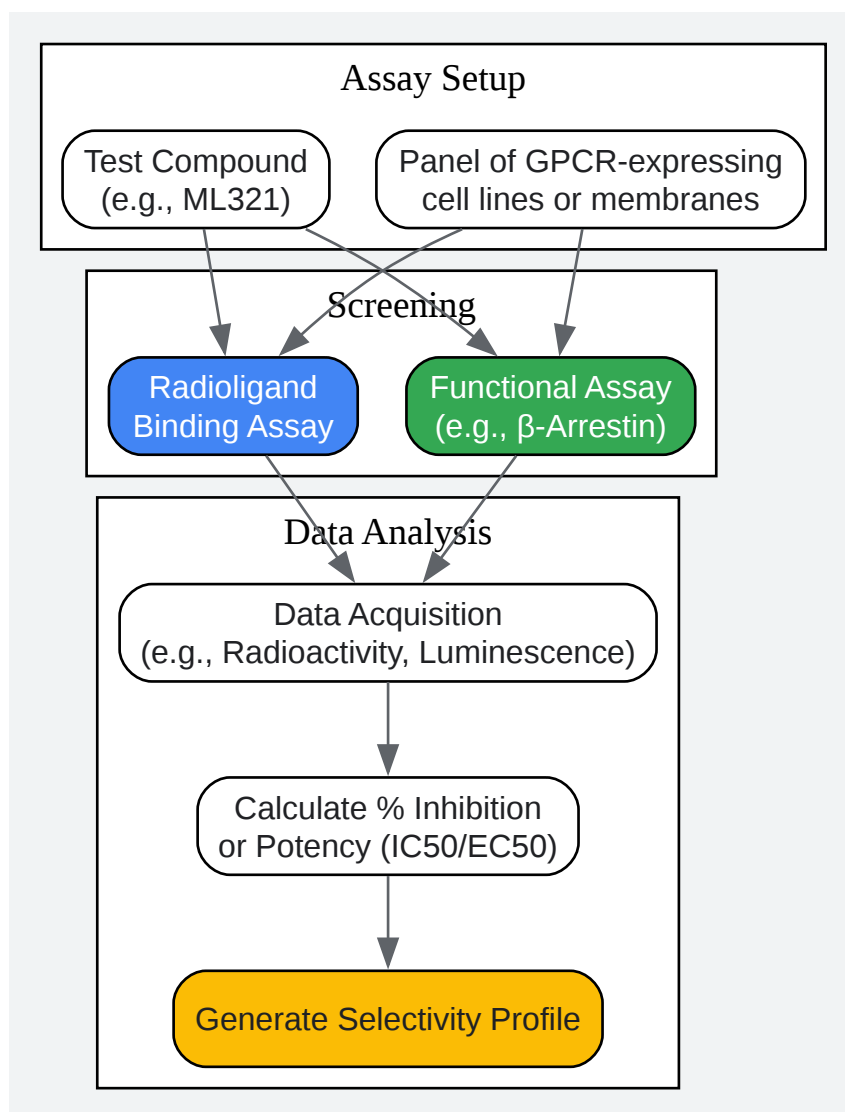 Assay Setup
Test Compound
(e.g., ML321)
Panel of GPCR-expressing
cell lines or membranes
Screening
Radioligand
Binding Assay
Functional Assay
(e.g., β-Arrestin)
Data Analysis
Data Acquisition
(e.g., Radioactivity, Luminescence)
Calculate % Inhibition
or Potency (IC50/EC50)
Generate Selectivity Profile